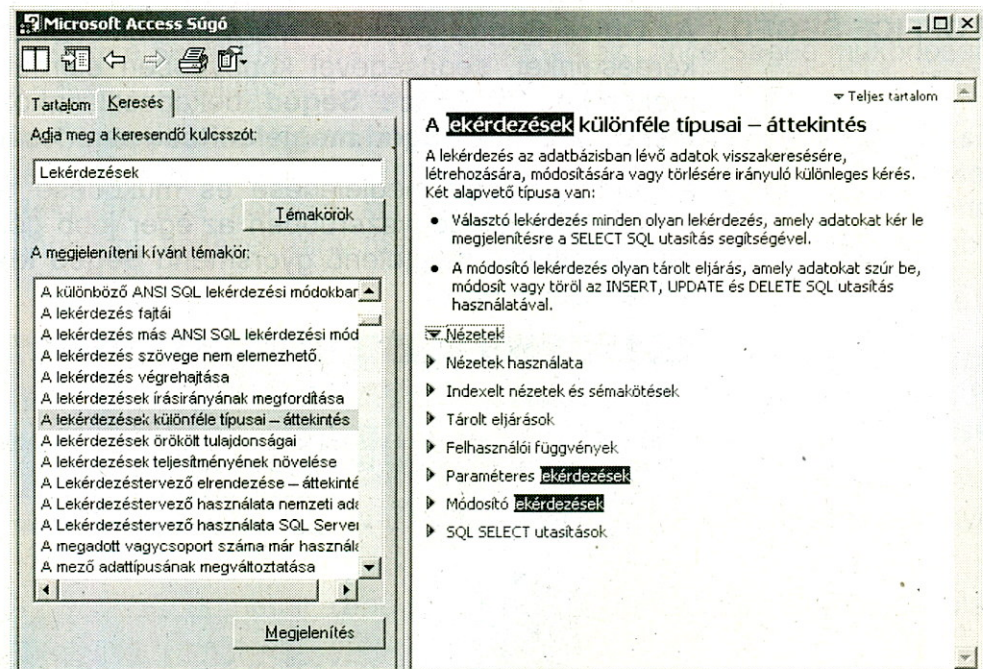 Microsoft Access Súgó
Tartalom Keresés
Adja meg a keresendő kulcsszót:
Lekérdezések
Témakörök
A megjeleníteni kívánt témakör:
A különböző ANSI SQL lekérdezési módokbar
A lekérdezés fajtái
A lekérdezés más ANSI SQL lekérdezési mód
A lekérdezés szövege nem elemezhető.
A lekérdezés végrehajtása
A lekérdezések írásirányának megfordítása
A lekérdezések különféle típusai – áttekintés
A lekérdezések örökölt tulajdonságai
A lekérdezések teljesítményének növelése
A Lekérdezéstervező elrendezése – áttekinté
A Lekérdezéstervező használata nemzeti ada
A Lekérdezéstervező használata SQL Server
A megadott vagycsoport száma már használa
A mező adattípusának megváltoztatása
Megjelenítés
Teljes tartalom
A lekérdezések különféle típusai – áttekintés
A lekérdezés az adatbázisban lévő adatok visszakeresésére,
létrehozására, módosítására vagy törlésére irányuló különleges kérés.
Két alapvető típusa van:
• Választó lekérdezés minden olyan lekérdezés, amely adatokat kér le
megjelenítésre a SELECT SQL utasítás segítségével.
• A módosító lekérdezés olyan tárolt eljárás, amely adatokat szúr be,
módosít vagy töröl az INSERT, UPDATE és DELETE SQL utasítás
használatával.
Nézetek
Nézetek használata
Indexelt nézetek és sémakötések
Tárolt eljárások
Felhasználói függvények
Paraméteres lekérdezések
Módosító lekérdezések
SQL SELECT utasítások